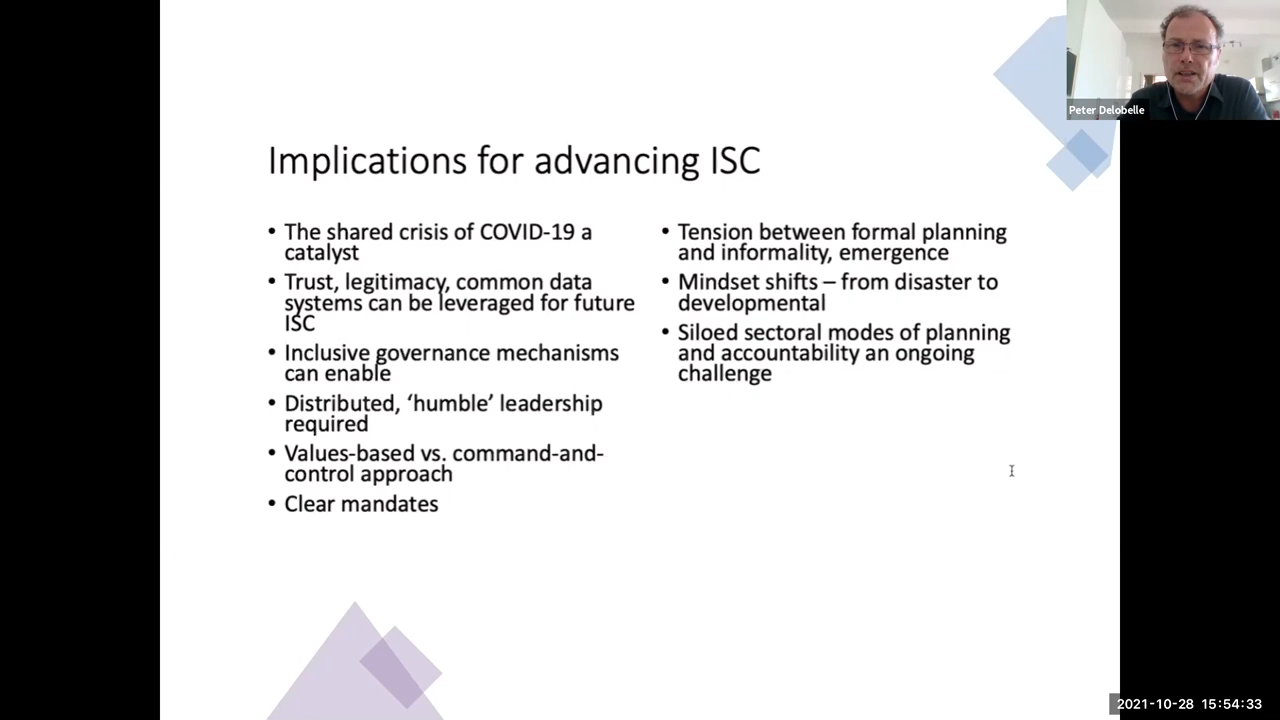 Peter Delobelle
Implications for advancing ISC
• The shared crisis of COVID-19 a
catalyst
• Trust, legitimacy, common data
systems can be leveraged for future
ISC
• Inclusive governance mechanisms
can enable
• Distributed, ‘humble’ leadership
required
• Values-based vs. command-and-
control approach
• Clear mandates
• Tension between formal planning
and informality, emergence
• Mindset shifts – from disaster to
developmental
• Siloed sectoral modes of planning
and accountability an ongoing
challenge
2021-10-28 15:54:33